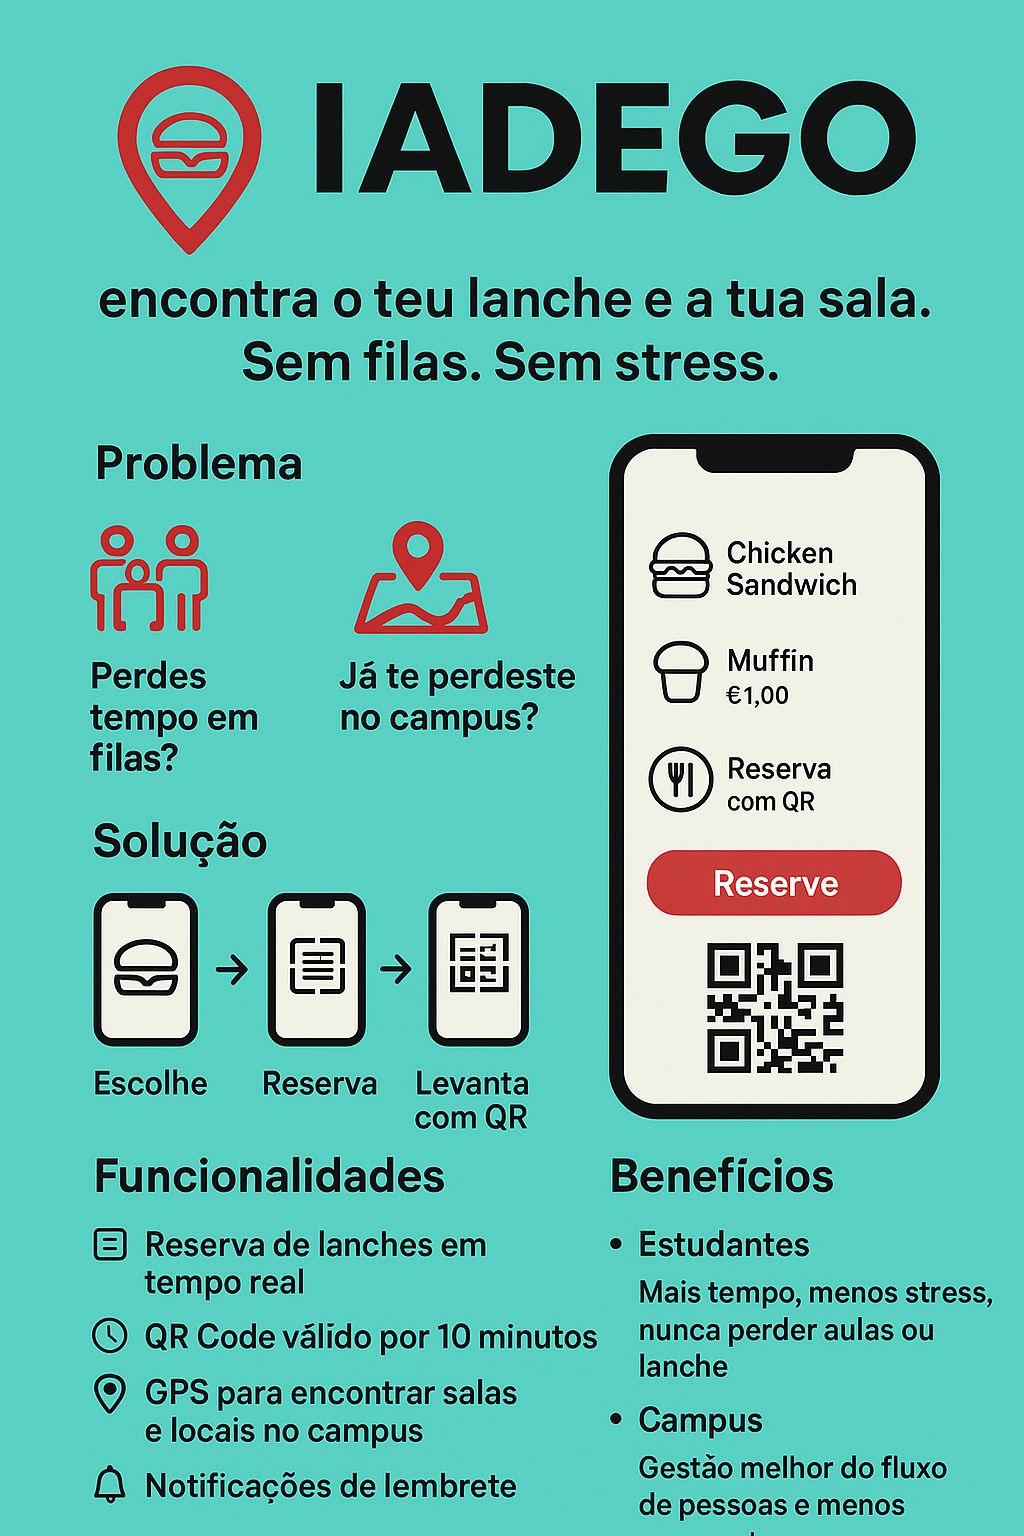 IADEGO
encontra o teu lanche e a tua sala.
Sem filas. Sem stress.
Problema
Perdes
tempo em
filas?
Já te perdeste
no campus?
Solução
Escolhe
Reserva
Levanta
com QR
Chicken
Sandwich
Muffin
€1,00
Reserva
com QR
Reserve
Funcionalidades
Reserva de lanches em
tempo real
QR Code válido por 10 minutos
GPS para encontrar salas
e locais no campus
Notificações de lembrete
Benefícios
• Estudantes
Mais tempo, menos stress,
nunca perder aulas ou
lanche
• Campus
Gestão melhor do fluxo
de pessoas e menos